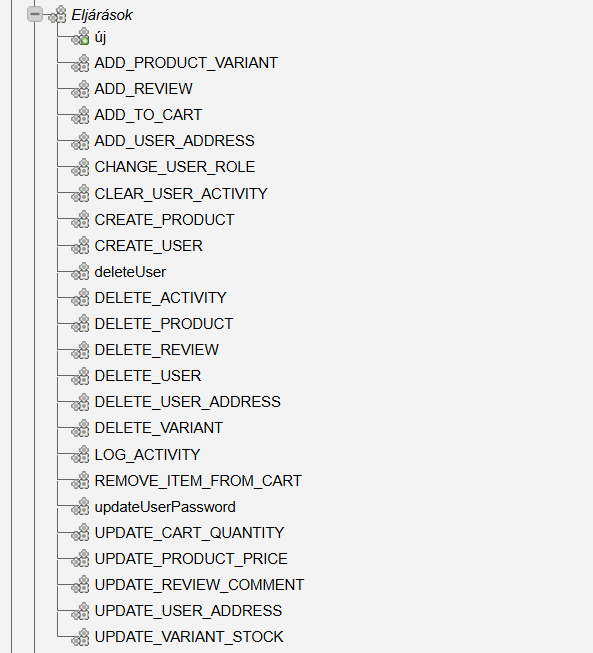 Eljárások
új
ADD_PRODUCT_VARIANT
ADD_REVIEW
ADD_TO_CART
ADD_USER_ADDRESS
CHANGE_USER_ROLE
CLEAR_USER_ACTIVITY
CREATE_PRODUCT
CREATE_USER
deleteUser
DELETE_ACTIVITY
DELETE_PRODUCT
DELETE_REVIEW
DELETE_USER
DELETE_USER_ADDRESS
DELETE_VARIANT
LOG_ACTIVITY
REMOVE_ITEM_FROM_CART
updateUserPassword
UPDATE_CART_QUANTITY
UPDATE_PRODUCT_PRICE
UPDATE_REVIEW_COMMENT
UPDATE_USER_ADDRESS
UPDATE_VARIANT_STOCK